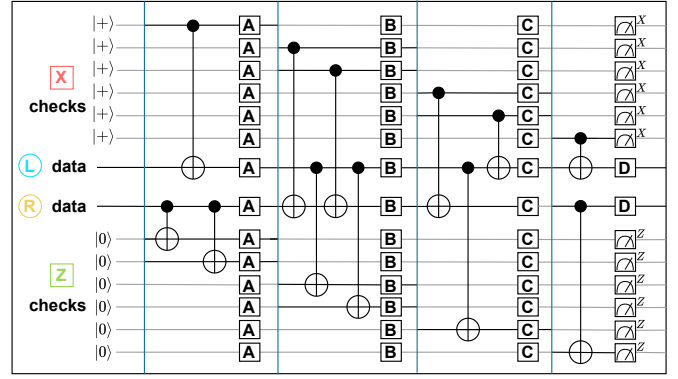 |+⟩ A B C X
|+⟩ A B C X
|+⟩ A B C X
X
|+⟩ A B C X
checks
|+⟩ A B C X
|+⟩ A B C X
L data A B C D
R data A B C D
|0⟩ A B C Z
|0⟩ A B C Z
Z
|0⟩ A B C Z
checks
|0⟩ A B C Z
|0⟩ A B C Z
|0⟩ A B C Z